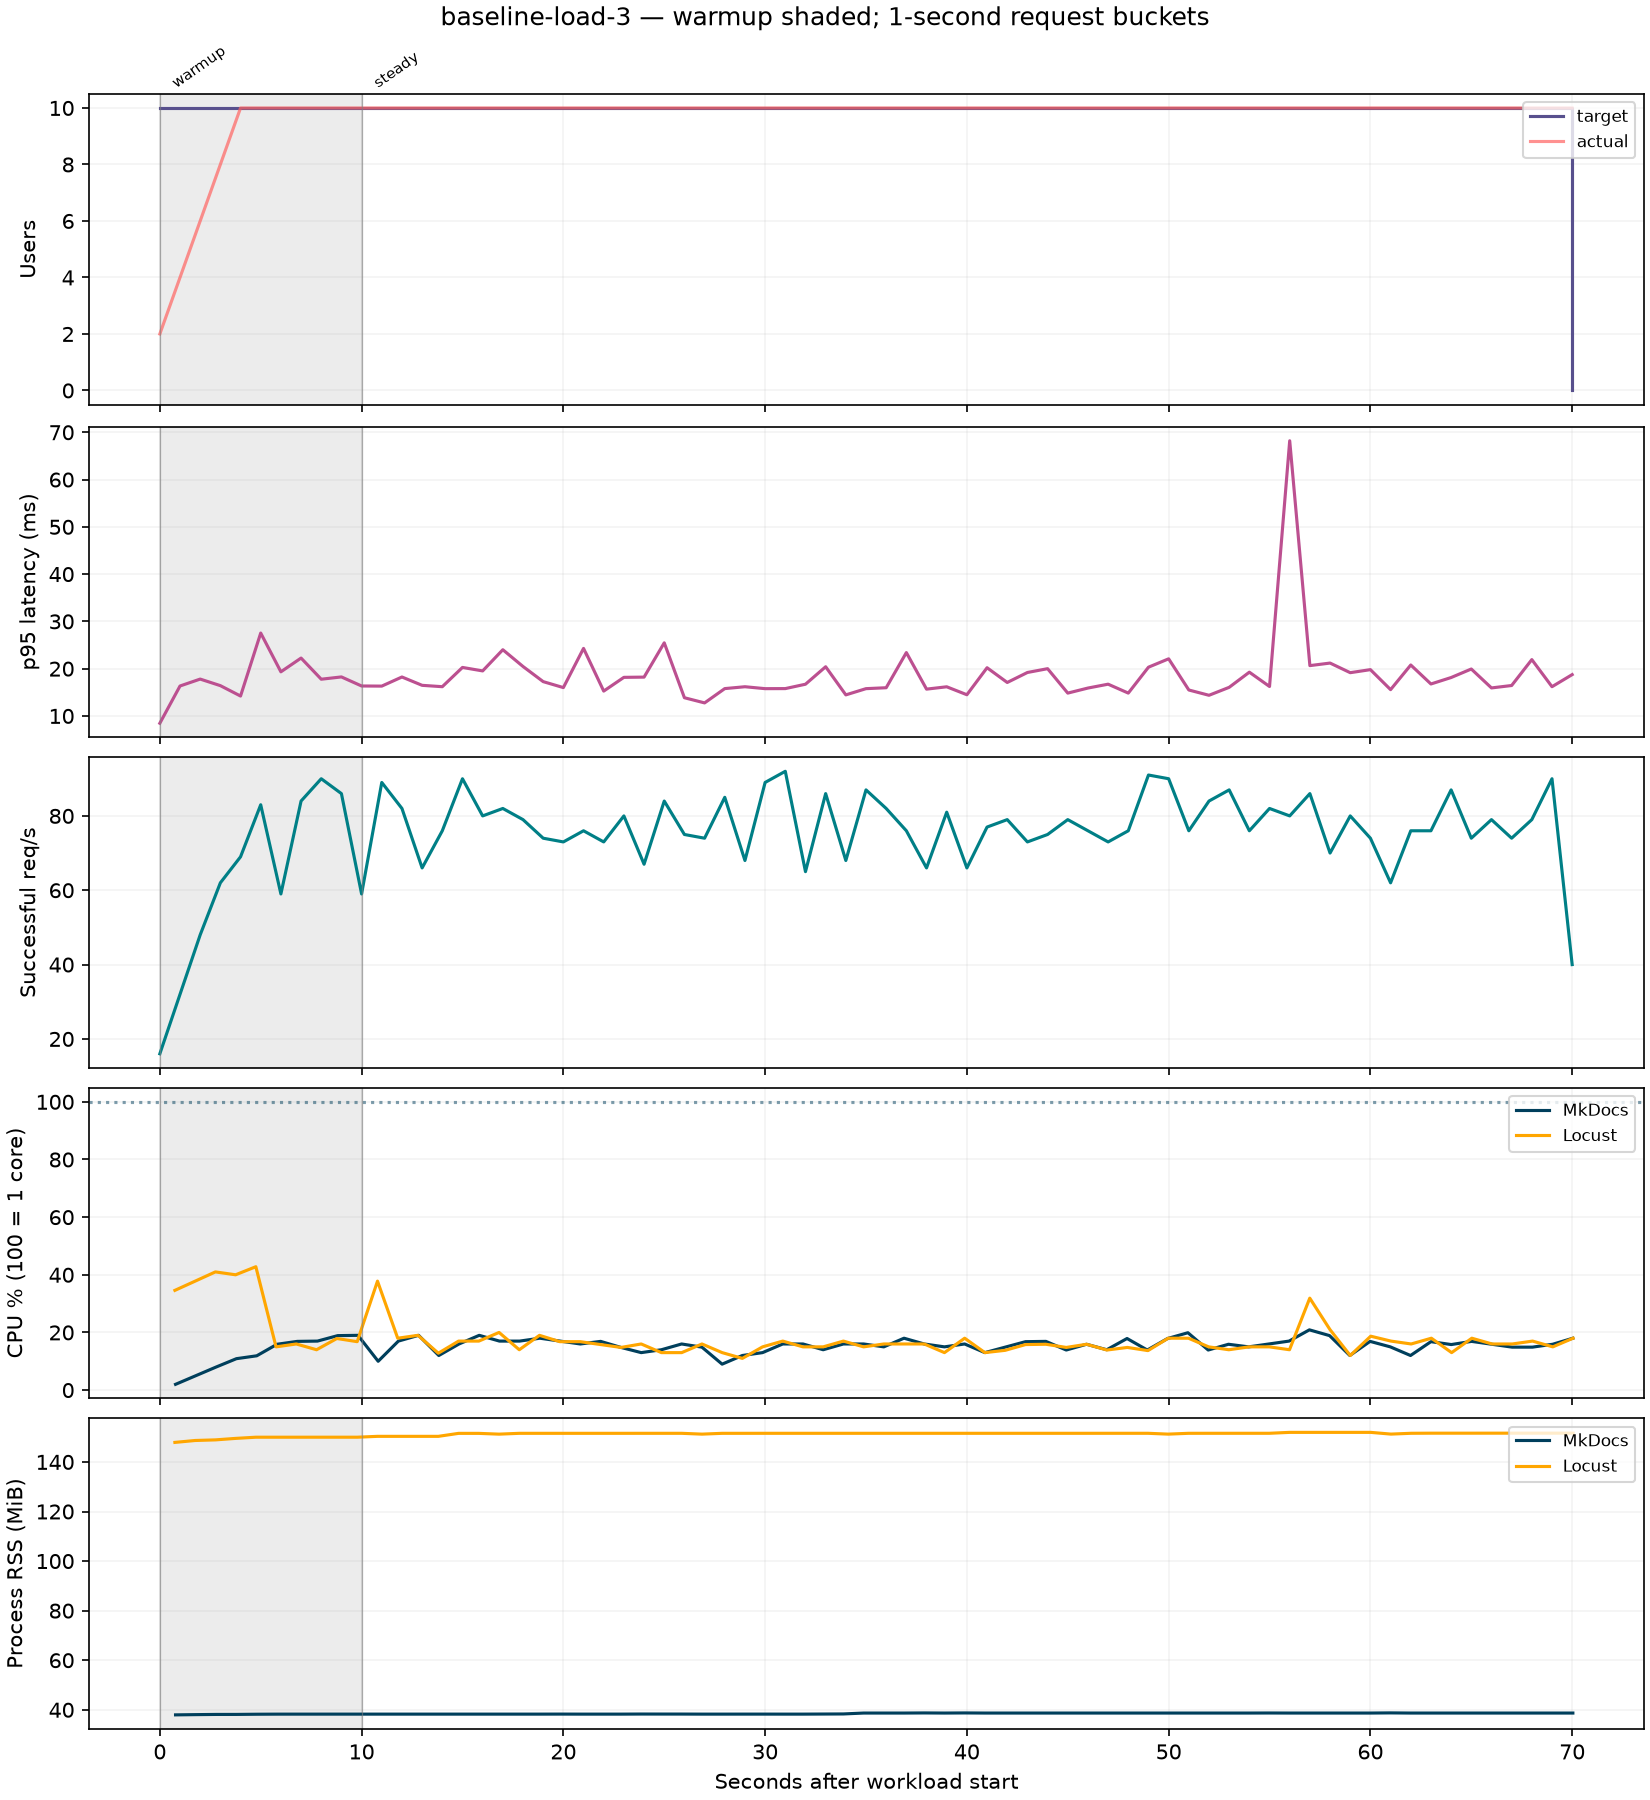 baseline-load-3 — warmup shaded; 1-second request buckets
warmup
steady
10
8
6
4
2
0
Users
target
actual
70
60
50
40
30
20
10
p95 latency (ms)
80
60
40
20
Successful req/s
100
80
60
40
20
0
CPU % (100 = 1 core)
MkDocs
Locust
140
120
100
80
60
40
Process RSS (MiB)
MkDocs
Locust
0 10 20 30 40 50 60 70
Seconds after workload start